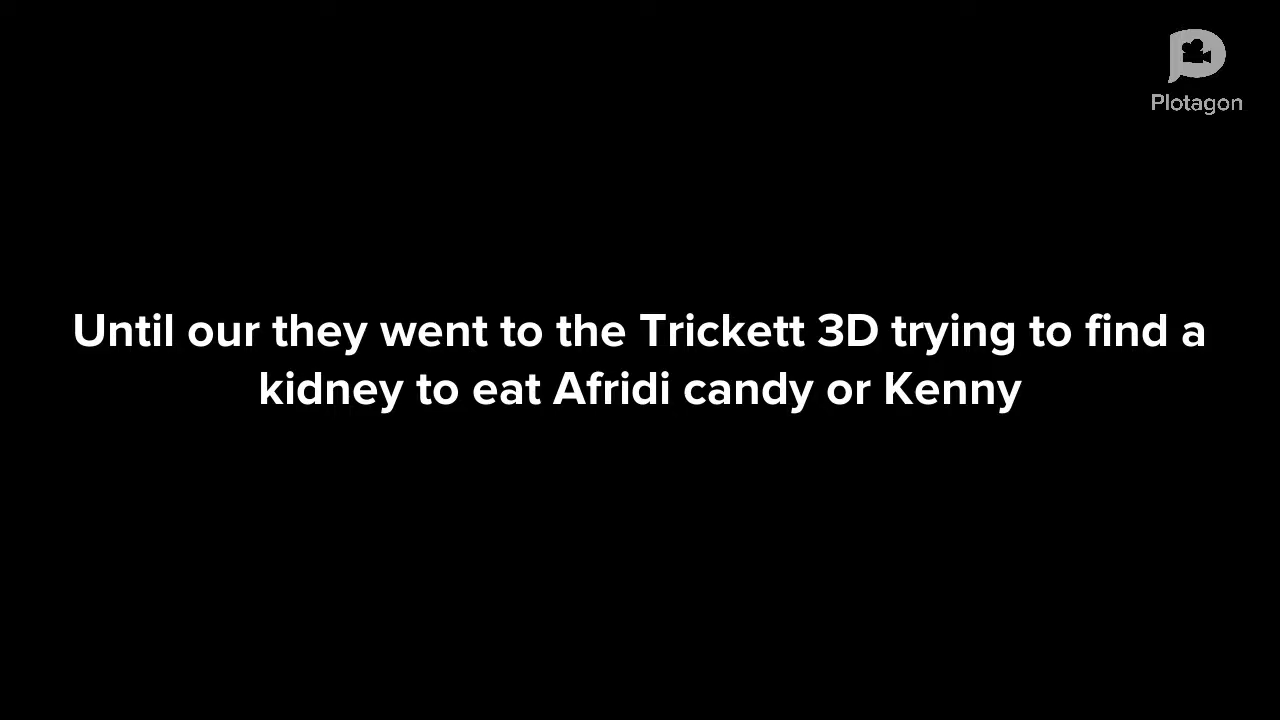 Plotagon
Until our they went to the Trickett 3D trying to find a
kidney to eat Afridi candy or Kenny